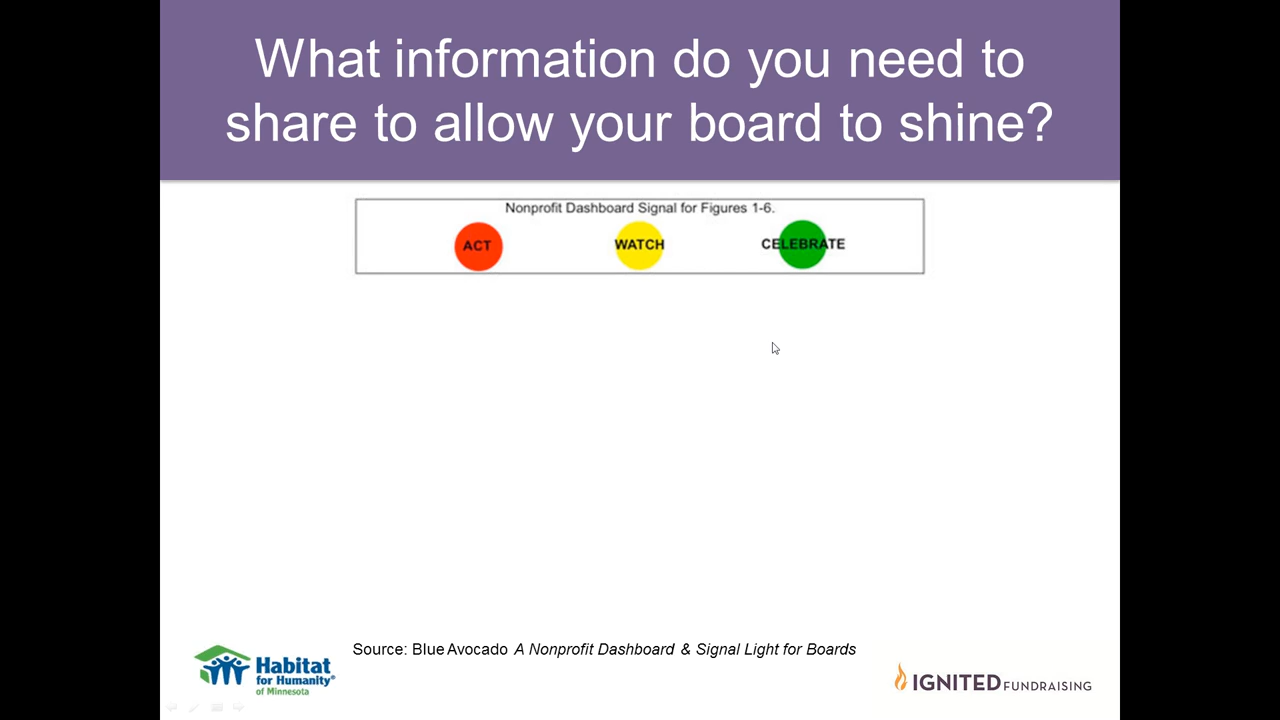 What information do you need to
share to allow your board to shine?
Nonprofit Dashboard Signal for Figures 1-6.
ACT WATCH CELEBRATE
Source: Blue Avocado A Nonprofit Dashboard & Signal Light for Boards
Habitat
for Humanity®
of Minnesota
IGNITED FUNDRAISING